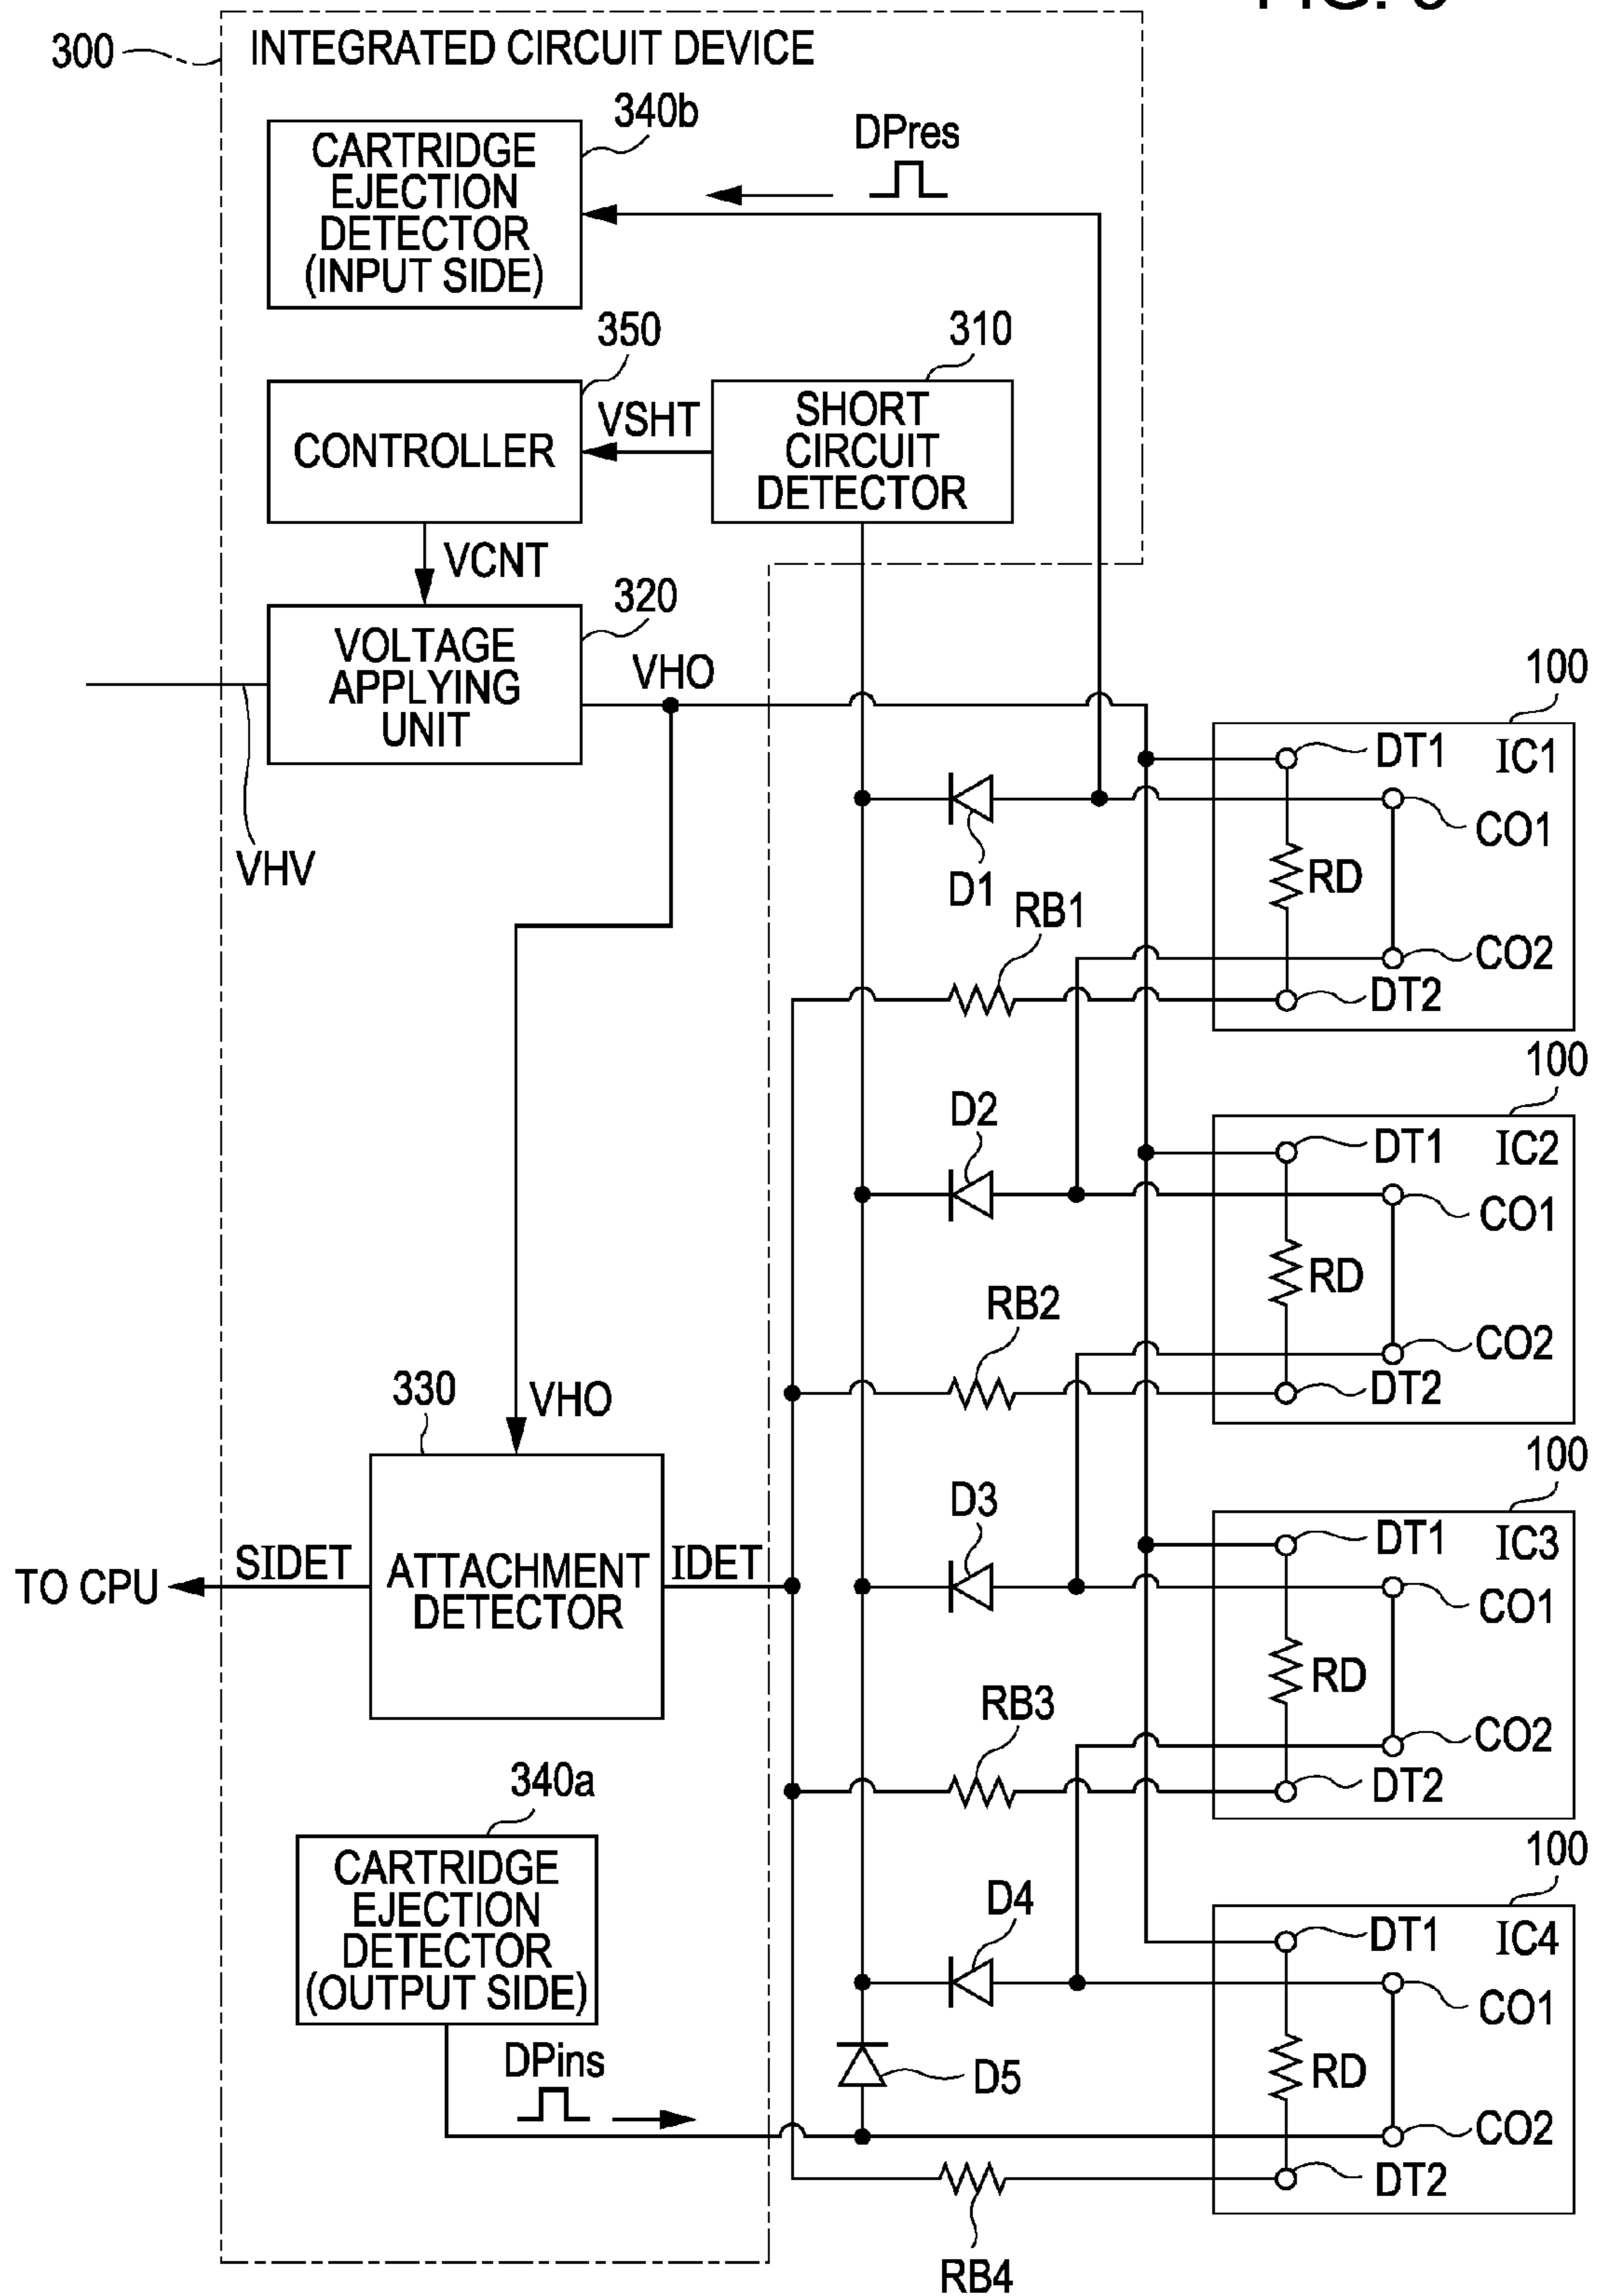 300
INTEGRATED CIRCUIT DEVICE
340b
CARTRIDGE
EJECTION
DETECTOR
(INPUT SIDE)
DPres
350
310
CONTROLLER
VSHT
SHORT
CIRCUIT
DETECTOR
VCNT
320
VOLTAGE
APPLYING
UNIT
VHO
VHV
100
IC1
DT1
CO1
D1
RD
RB1
CO2
DT2
100
IC2
D2
DT1
CO1
RD
RB2
CO2
DT2
330
VHO
100
IC3
D3
DT1
CO1
TO CPU
SIDET
ATTACHMENT
DETECTOR
IDET
RD
RB3
CO2
DT2
340a
CARTRIDGE
EJECTION
DETECTOR
(OUTPUT SIDE)
100
IC4
D4
DT1
CO1
DPins
D5
RD
CO2
DT2
RB4